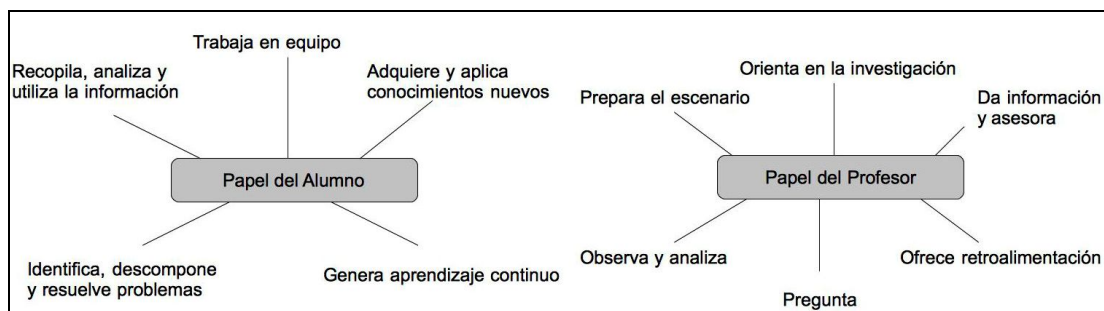 Trabaja en equipo
Recopila, analiza y
utiliza la información
Adquiere y aplica
conocimientos nuevos
Papel del Alumno
Identifica, descompone
y resuelve problemas
Genera aprendizaje continuo
Orienta en la investigación
Prepara el escenario
Da información
y asesora
Papel del Profesor
Observa y analiza
Ofrece retroalimentación
Pregunta